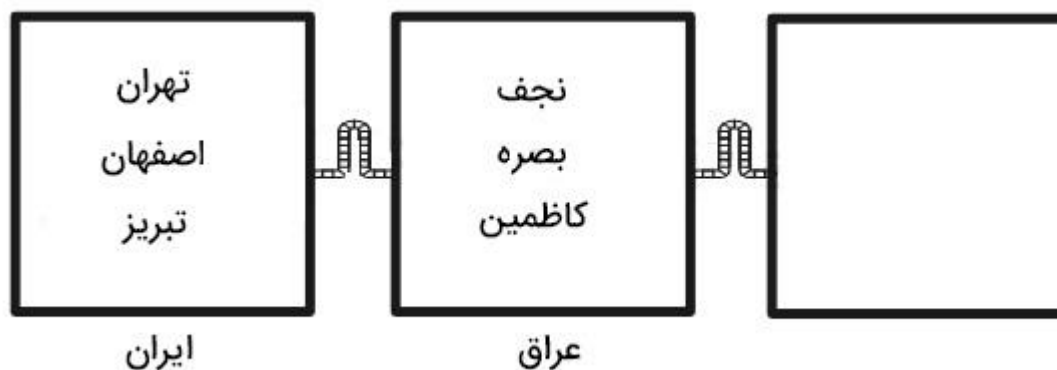 تهران
اصفهان
تبریز
ایران
نجف
بصره
کاظمین
عراق